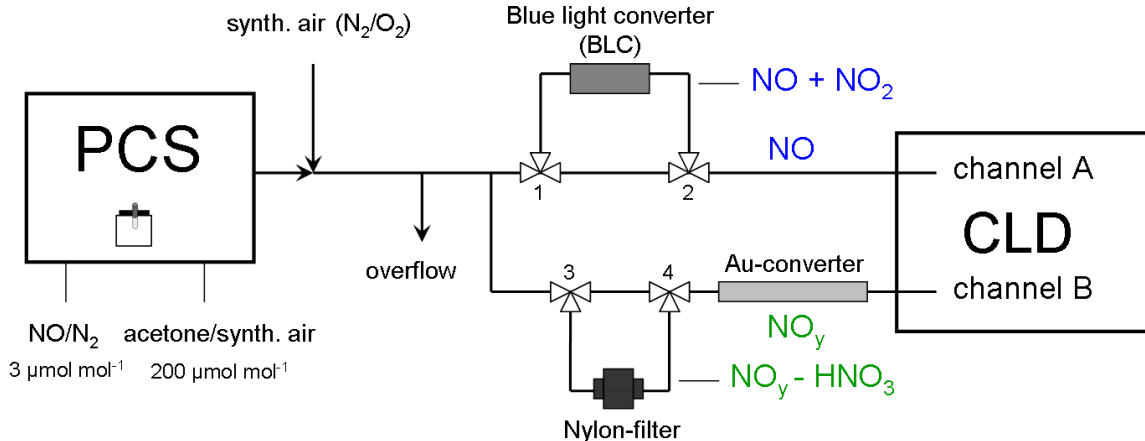 synth. air (N₂/O₂)
Blue light converter
(BLC)
NO + NO₂
PCS
NO
channel A
1
2
CLD
overflow
3
4
Au-converter
channel B
NO/N₂
acetone/synth. air
NOᵧ
3 µmol mol⁻¹
200 µmol mol⁻¹
NOᵧ - HNO₃
Nylon-filter